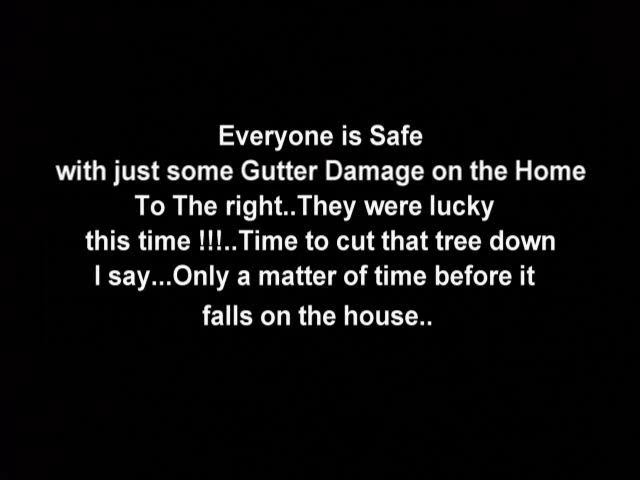 Everyone is Safe
with just some Gutter Damage on the Home
To The right..They were lucky
this time !!!..Time to cut that tree down
I say...Only a matter of time before it
falls on the house..